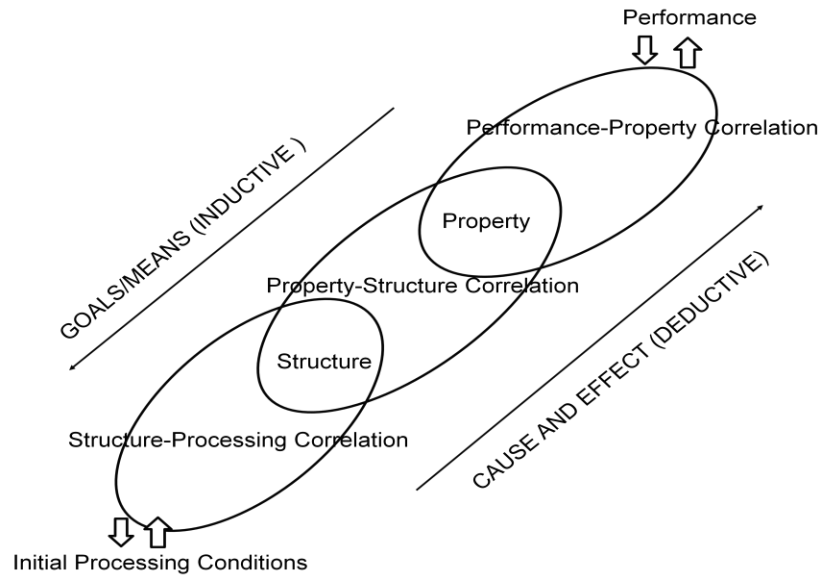 Performance
Performance-Property Correlation
GOALS/MEANS (INDUCTIVE )
Property
Property-Structure Correlation
CAUSE AND EFFECT (DEDUCTIVE)
Structure
Structure-Processing Correlation
Initial Processing Conditions